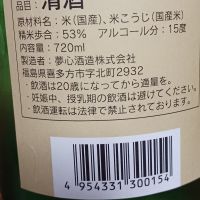 品目:清酒
原材料名:米(国産)、米こうじ(国産米)
精米歩合:53% アルコール分:15度
内容量:720ml
製造者:夢心酒造株式会社
福島県喜多方市字北町2932
・飲酒は20歳になってから適量を。
・妊娠中、授乳期の飲酒は避けてください。
・飲酒運転は法律で禁止されております。
4954331300154